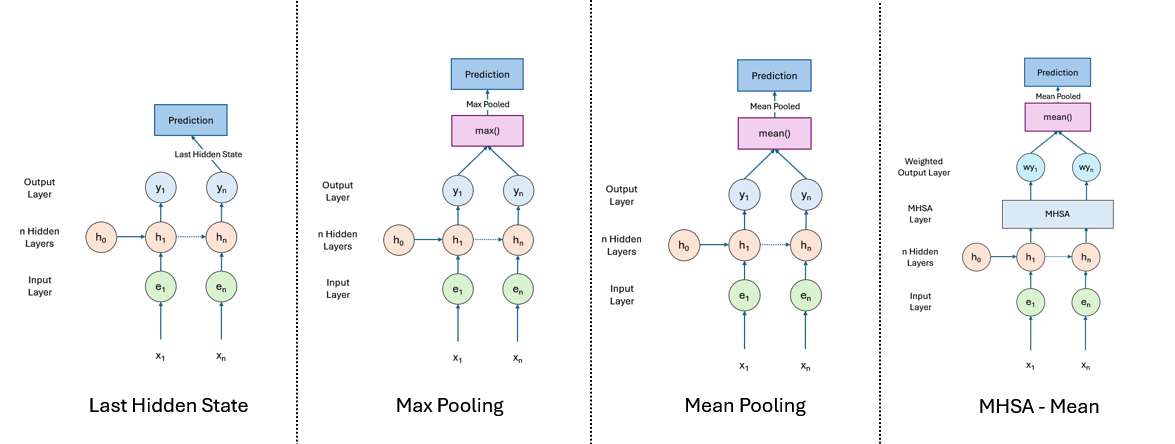 Prediction
Last Hidden State
Output
Layer
y₁
yₙ
n Hidden
Layers
h₀
h₁
hₙ
Input
Layer
e₁
eₙ
x₁
xₙ
Last Hidden State
Prediction
Max Pooled
max()
Output
Layer
y₁
yₙ
n Hidden
Layers
h₀
h₁
hₙ
Input
Layer
e₁
eₙ
x₁
xₙ
Max Pooling
Prediction
Mean Pooled
mean()
Output
Layer
y₁
yₙ
n Hidden
Layers
h₀
h₁
hₙ
Input
Layer
e₁
eₙ
x₁
xₙ
Mean Pooling
Prediction
Mean Pooled
mean()
Weighted
Output Layer
wy₁
wyₙ
MHSA
Layer
MHSA
n Hidden
Layers
h₀
h₁
hₙ
Input
Layer
e₁
eₙ
x₁
xₙ
MHSA - Mean